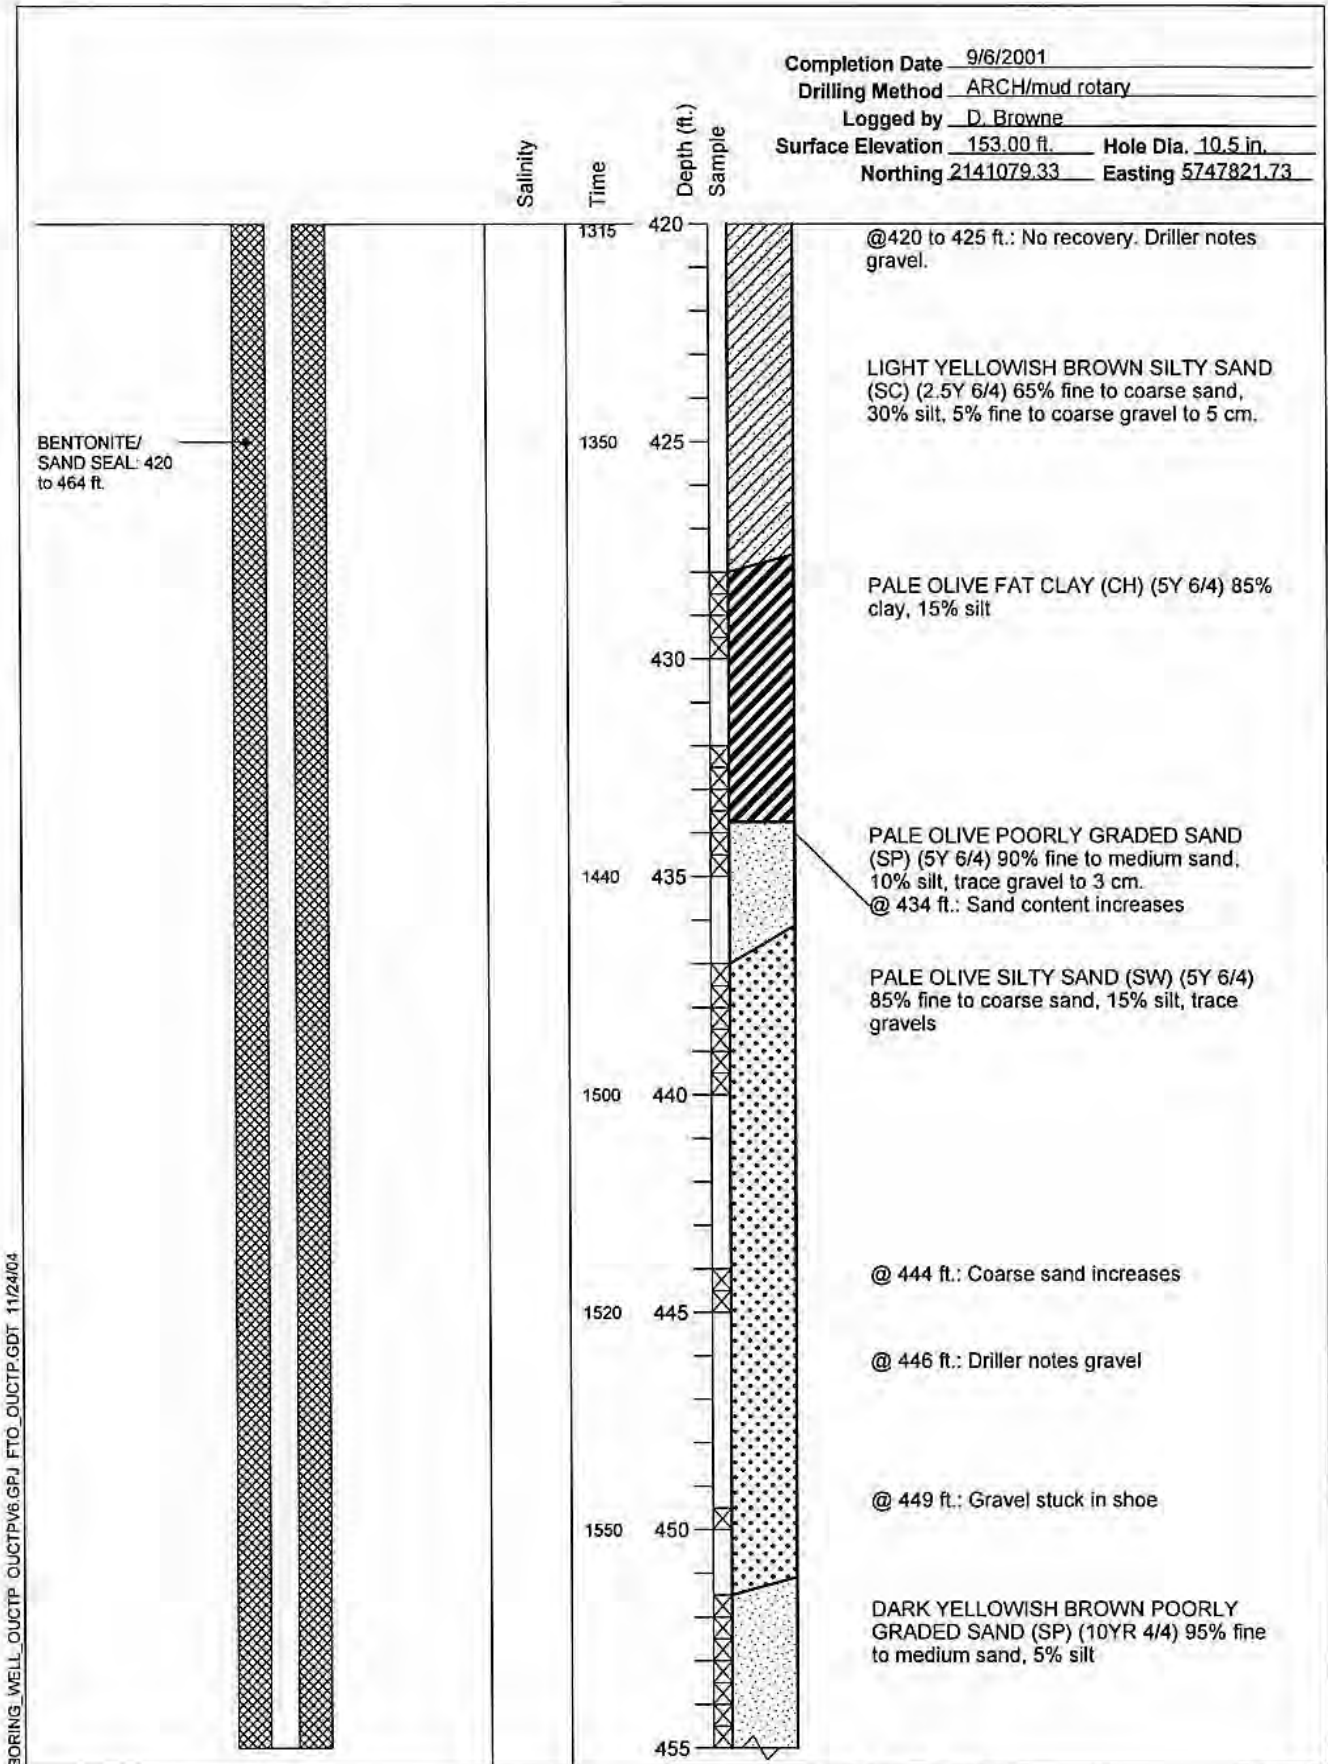 Completion Date 9/6/2001
Drilling Method ARCH/mud rotary
Logged by D. Browne
Surface Elevation 153.00 ft. Hole Dia. 10.5 in.
Northing 2141079.33 Easting 5747821.73
Salinity
Time
Depth (ft.)
Sample
1315 420
@420 to 425 ft.: No recovery. Driller notes
gravel.
LIGHT YELLOWISH BROWN SILTY SAND
(SC) (2.5Y 6/4) 65% fine to coarse sand,
30% silt, 5% fine to coarse gravel to 5 cm.
BENTONITE/
SAND SEAL: 420
to 464 ft.
1350 425
PALE OLIVE FAT CLAY (CH) (5Y 6/4) 85%
clay, 15% silt
430
PALE OLIVE POORLY GRADED SAND
(SP) (5Y 6/4) 90% fine to medium sand,
10% silt, trace gravel to 3 cm.
1440 435
@ 434 ft.: Sand content increases
PALE OLIVE SILTY SAND (SW) (5Y 6/4)
85% fine to coarse sand, 15% silt, trace
gravels
1500 440
@ 444 ft.: Coarse sand increases
1520 445
@ 446 ft.: Driller notes gravel
@ 449 ft.: Gravel stuck in shoe
1550 450
DARK YELLOWISH BROWN POORLY
GRADED SAND (SP) (10YR 4/4) 95% fine
to medium sand, 5% silt
455
BORING_WELL_OUCTP OUCTPV6.GPJ FTO_OUCTP.GDT 11/24/04